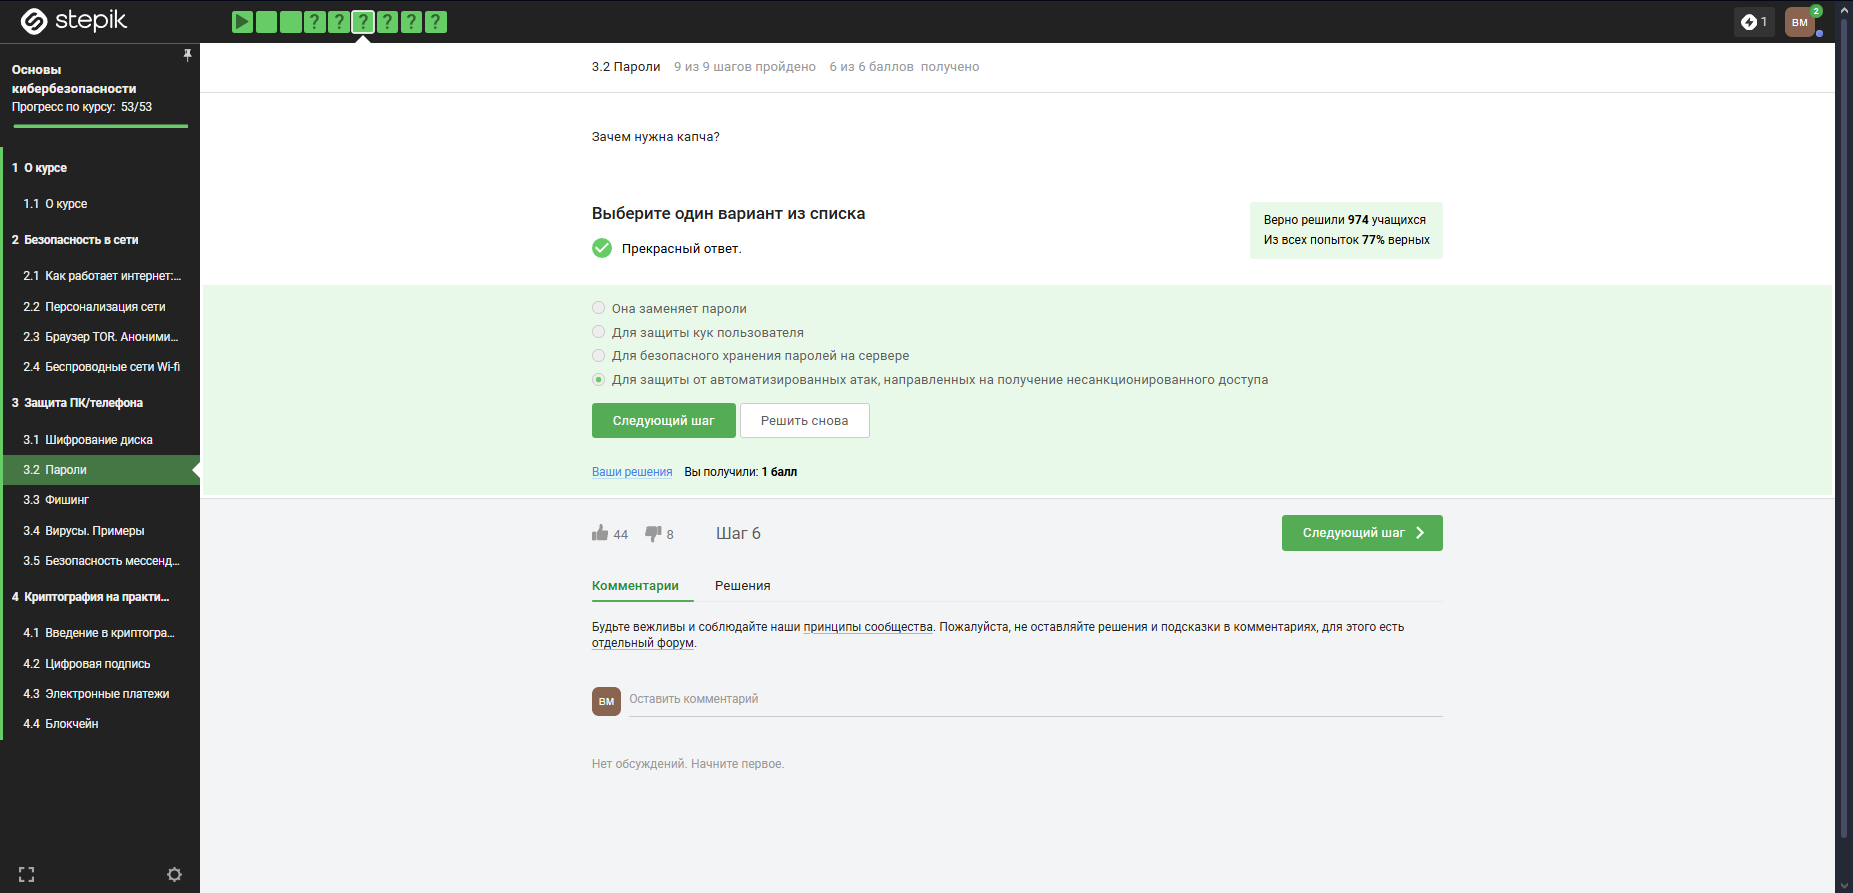 stepik
? ? ? ? ? ?
1
ВМ
2
Основы
кибербезопасности
Прогресс по курсу: 53/53
1 О курсе
1.1 О курсе
2 Безопасность в сети
2.1 Как работает интернет:...
2.2 Персонализация сети
2.3 Браузер TOR. Аноними...
2.4 Беспроводные сети Wi-fi
3 Защита ПК/телефона
3.1 Шифрование диска
3.2 Пароли
3.3 Фишинг
3.4 Вирусы. Примеры
3.5 Безопасность мессенд...
4 Криптография на практи...
4.1 Введение в криптогра...
4.2 Цифровая подпись
4.3 Электронные платежи
4.4 Блокчейн
3.2 Пароли 9 из 9 шагов пройдено 6 из 6 баллов получено
Зачем нужна капча?
Выберите один вариант из списка
Прекрасный ответ.
Верно решили 974 учащихся
Из всех попыток 77% верных
Она заменяет пароли
Для защиты кук пользователя
Для безопасного хранения паролей на сервере
Для защиты от автоматизированных атак, направленных на получение несанкционированного доступа
Следующий шаг Решить снова
Ваши решения Вы получили: 1 балл
44 8 Шаг 6 Следующий шаг
Комментарии Решения
Будьте вежливы и соблюдайте наши принципы сообщества. Пожалуйста, не оставляйте решения и подсказки в комментариях, для этого есть
отдельный форум.
ВМ Оставить комментарий
Нет обсуждений. Начните первое.